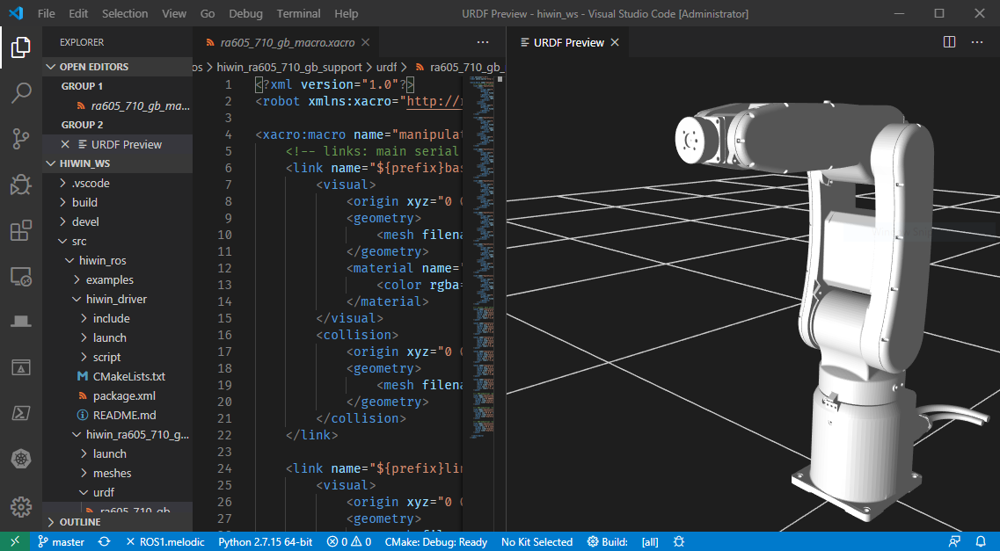 File Edit Selection View Go Debug Terminal Help
URDF Preview - hiwin_ws - Visual Studio Code [Administrator]
EXPLORER
OPEN EDITORS
GROUP 1
ra605_710_gb_ma...
GROUP 2
URDF Preview
HIWIN_WS
.vscode
build
devel
src
hiwin_ros
examples
hiwin_driver
include
launch
script
CMakeLists.txt
package.xml
README.md
hiwin_ra605_710_g...
launch
meshes
urdf
ra605_710_gb
OUTLINE
ra605_710_gb_macro.xacro
os > hiwin_ra605_710_gb_support > urdf > ra605_710_gb_
1 <?xml version="1.0"?>
2 <robot xmlns:xacro="http://
3
4 <xacro:macro name="manipula
5 <!-- links: main serial
6 <link name="${prefix}bas
7 <visual>
8 <origin xyz="0
9 <geometry>
10 <mesh filena
11 </geometry>
12 <material name="
13 <color rgba=
14 </material>
15 </visual>
16 <collision>
17 <origin xyz="0
18 <geometry>
19 <mesh filena
20 </geometry>
21 </collision>
22 </link>
23
24 <link name="${prefix}lin
25 <visual>
26 <origin xyz="0
27 <geometry>
URDF Preview
master
ROS1.melodic
Python 2.7.15 64-bit
0 0
CMake: Debug: Ready
No Kit Selected
Build:
[all]